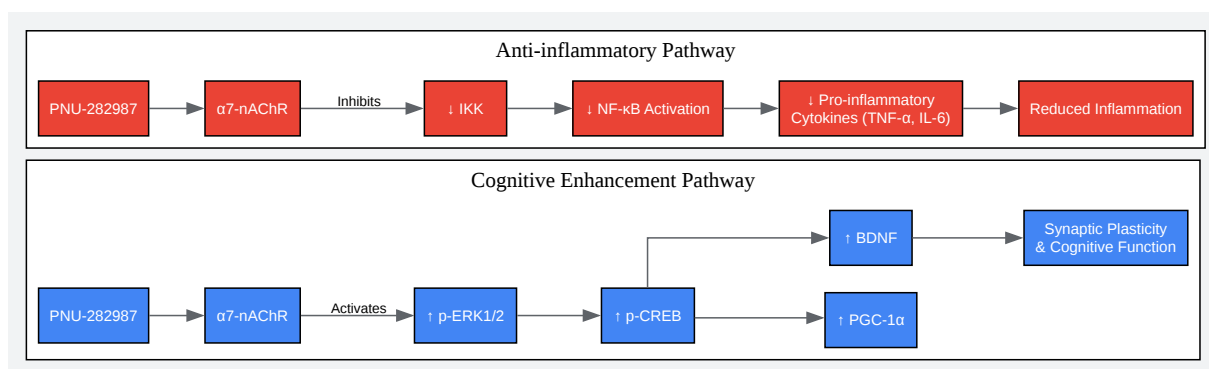 Anti-inflammatory Pathway
PNU-282987
α7-nAChR
Inhibits
↓ IKK
↓ NF-κB Activation
↓ Pro-inflammatory
Cytokines (TNF-α, IL-6)
Reduced Inflammation
Cognitive Enhancement Pathway
PNU-282987
α7-nAChR
Activates
↑ p-ERK1/2
↑ p-CREB
↑ BDNF
Synaptic Plasticity
& Cognitive Function
↑ PGC-1α